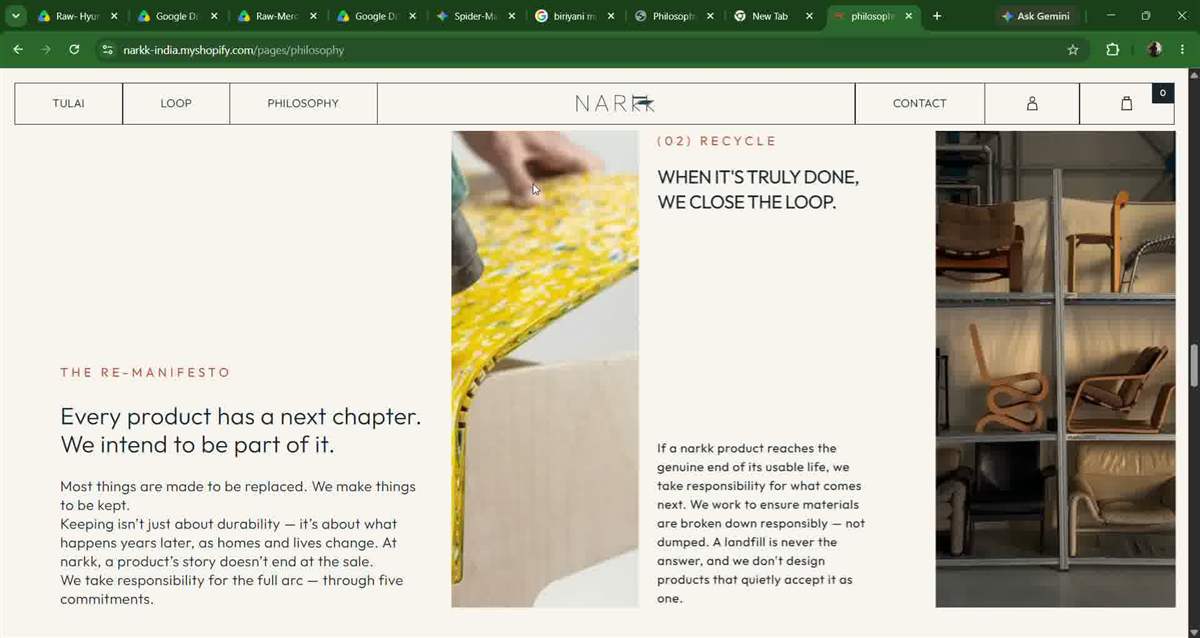 Raw- Hyu
Google D
Raw-Merc
Google D
Spider-Ma
biriyani m
Philosoph
New Tab
philosoph
Ask Gemini
narkk-india.myshopify.com/pages/philosophy
TULAI
LOOP
PHILOSOPHY
NARKK
CONTACT
0
THE RE-MANIFESTO
Every product has a next chapter.
We intend to be part of it.
Most things are made to be replaced. We make things
to be kept.
Keeping isn't just about durability — it's about what
happens years later, as homes and lives change. At
narkk, a product's story doesn't end at the sale.
We take responsibility for the full arc — through five
commitments.
(02) RECYCLE
WHEN IT'S TRULY DONE,
WE CLOSE THE LOOP.
If a narkk product reaches the
genuine end of its usable life, we
take responsibility for what comes
next. We work to ensure materials
are broken down responsibly — not
dumped. A landfill is never the
answer, and we don't design
products that quietly accept it as
one.